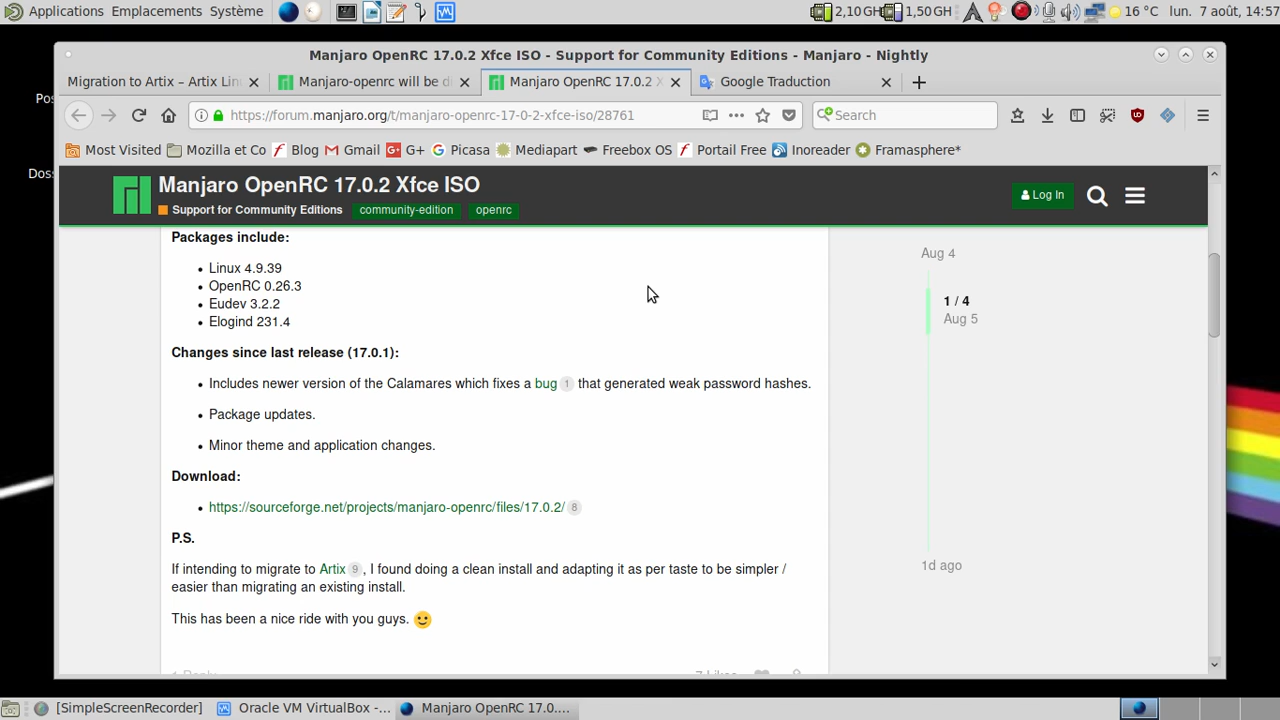 Applications Emplacements Système 2,10 GH 1,50GH 16 °C lun. 7 août, 14:57
Manjaro OpenRC 17.0.2 Xfce ISO - Support for Community Editions - Manjaro - Nightly
Migration to Artix – Artix Lin Manjaro-openrc will be di Manjaro OpenRC 17.0.2 X Google Traduction
https://forum.manjaro.org/t/manjaro-openrc-17-0-2-xfce-iso/28761 Search
Most Visited Mozilla et Co Blog Gmail G+ Picasa Mediapart Freebox OS Portail Free Inoreader Framasphere*
Pos
Doss
Manjaro OpenRC 17.0.2 Xfce ISO
Support for Community Editions community-edition openrc
Log In
Packages include:
• Linux 4.9.39
• OpenRC 0.26.3
• Eudev 3.2.2
• Elogind 231.4
Changes since last release (17.0.1):
• Includes newer version of the Calamares which fixes a bug 1 that generated weak password hashes.
• Package updates.
• Minor theme and application changes.
Download:
• https://sourceforge.net/projects/manjaro-openrc/files/17.0.2/ 8
P.S.
If intending to migrate to Artix 9, I found doing a clean install and adapting it as per taste to be simpler /
easier than migrating an existing install.
This has been a nice ride with you guys.
Aug 4
1 / 4
Aug 5
1d ago
[SimpleScreenRecorder] Oracle VM VirtualBox -... Manjaro OpenRC 17.0....